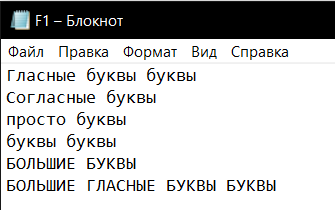 F1 – Блокнот
Файл Правка Формат Вид Справка
Гласные буквы буквы
Согласные буквы
просто буквы
буквы буквы
БОЛЬШИЕ БУКВЫ
БОЛЬШИЕ ГЛАСНЫЕ БУКВЫ БУКВЫ